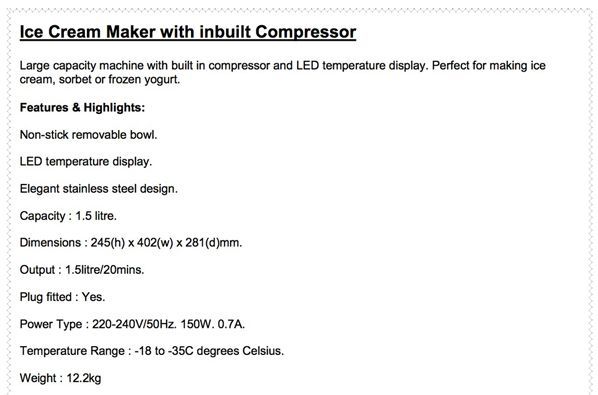 Ice Cream Maker with inbuilt Compressor
Large capacity machine with built in compressor and LED temperature display. Perfect for making ice
cream, sorbet or frozen yogurt.
Features & Highlights:
Non-stick removable bowl.
LED temperature display.
Elegant stainless steel design.
Capacity : 1.5 litre.
Dimensions : 245(h) x 402(w) x 281(d)mm.
Output : 1.5litre/20mins.
Plug fitted : Yes.
Power Type : 220-240V/50Hz. 150W. 0.7A.
Temperature Range : -18 to -35C degrees Celsius.
Weight : 12.2kg